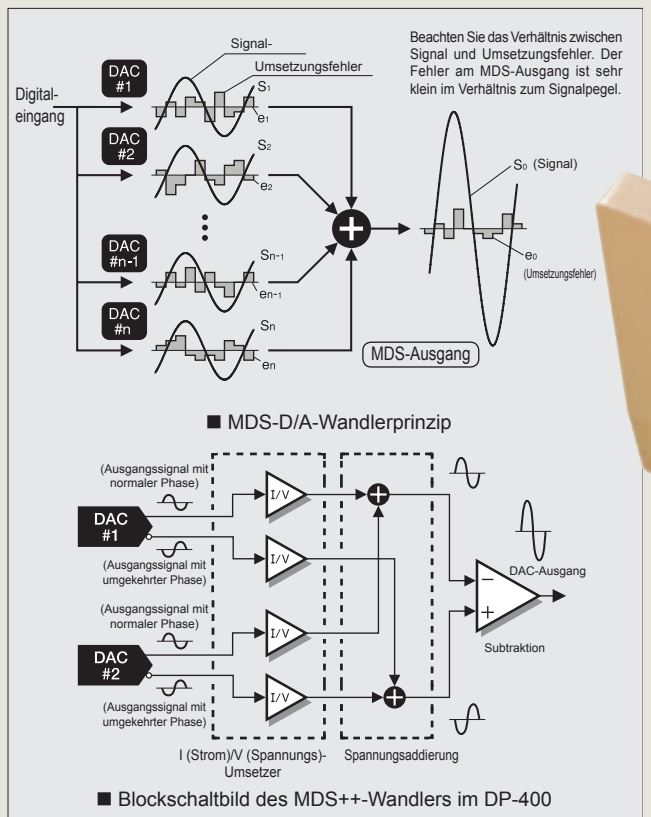 Beachten Sie das Verhältnis zwischen
Signal und Umsetzungsfehler. Der
Fehler am MDS-Ausgang ist sehr
klein im Verhältnis zum Signalpegel.
Signal-
Umsetzungsfehler
Digital-
eingang
DAC
#1
S1
e1
DAC
#2
S2
e2
DAC
#n-1
Sn-1
en-1
DAC
#n
Sn
en
+
S0 (Signal)
e0
(Umsetzungsfehler)
MDS-Ausgang
■ MDS-D/A-Wandlerprinzip
(Ausgangssignal mit
normaler Phase)
DAC
#1
(Ausgangssignal mit
umgekehrter Phase)
(Ausgangssignal mit
normaler Phase)
DAC
#2
(Ausgangssignal mit
umgekehrter Phase)
I/V
I/V
I/V
I/V
+
+
−
+
DAC-Ausgang
Subtraktion
I (Strom)/V (Spannungs)-
Umsetzer
Spannungsaddierung
■ Blockschaltbild des MDS++-Wandlers im DP-400